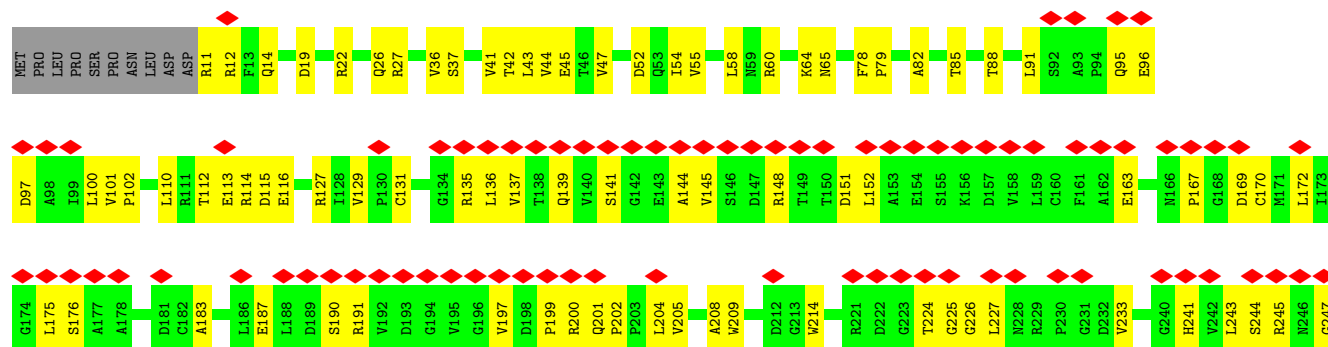 MET PRO LEU PRO SER PRO ASN LEU ASP ASP R11 R12 F13 Q14 D19 R22 Q26 R27 V36 S37 V41 T42 L43 V44 E45 T46 V47 D52 Q53 I54 V55 L58 N59 R60 K64 N65 F78 P79 A82 T85 T88 L91 S92 A93 P94 Q95 E96
D97 A98 I99 L100 V101 P102 L110 R111 T112 E113 R114 D115 E116 R127 I128 V129 P130 C131 G134 R135 L136 V137 T138 Q139 V140 S141 G142 E143 A144 V145 S146 D147 R148 T149 T150 D151 L152 A153 E154 S155 K156 D157 V158 L159 C160 F161 A162 E163 N166 P167 G168 D169 C170 M171 L172 I173
G174 L175 S176 A177 A178 D181 C182 A183 L186 E187 L188 D189 S190 R191 V192 D193 G194 V195 G196 V197 D198 P199 R200 Q201 P202 P203 L204 V205 A208 W209 D212 G213 W214 R221 D222 G223 T224 G225 G226 L227 N228 R229 P230 G231 D232 V233 G240 H241 V242 L243 S244 R245 N246 G247